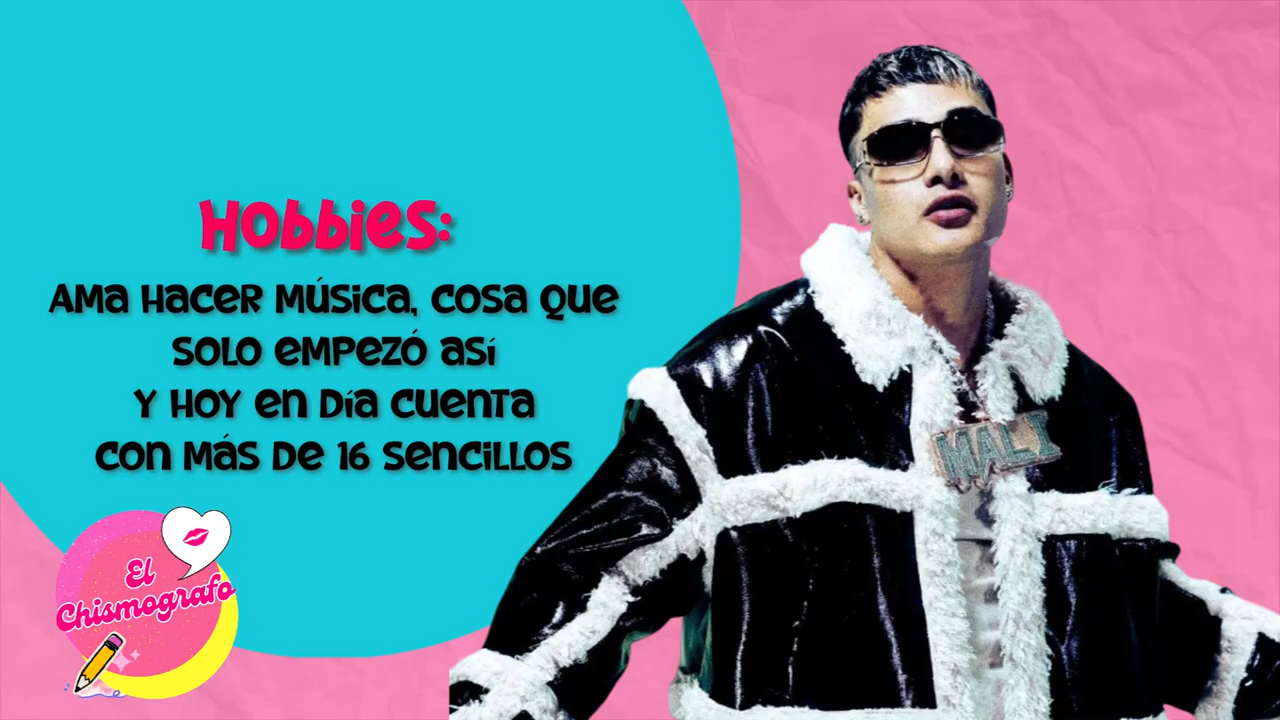 Hobbies:
Ama hacer música, cosa que
solo empezó así
y hoy en día cuenta
con más de 16 sencillos
El
Chismografo
MALI